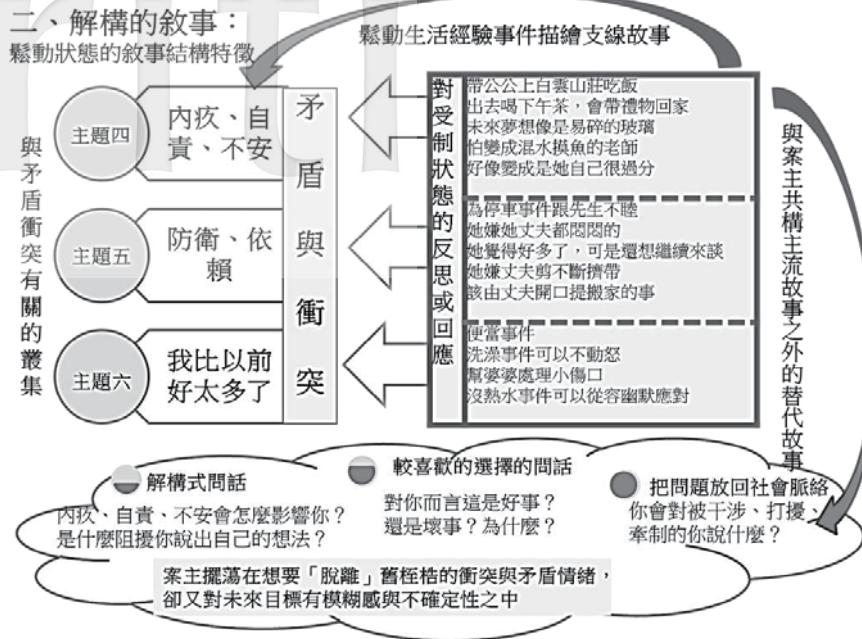 二、解構的敘事：
鬆動狀態的敘事結構特徵
鬆動生活經驗事件描繪支線故事
與矛盾衝突有關的叢集
主題四
內疚、自
責、不安
主題五
防衛、依
賴
主題六
我比以前
好太多了
矛盾與衝突
對受制狀態的反思或回應
帶公公上白雲山莊吃飯
出去喝下午茶，會帶禮物回家
未來夢想像是易碎的玻璃
怕變成混水摸魚的老師
好像變成是她自己很過分
為停車事件跟先生不睦
她嫌她丈夫都悶悶的
她覺得好多了，可是還想繼續來談
她嫌丈夫剪不斷臍帶
該由丈夫開口提搬家的事
便當事件
洗澡事件可以不動怒
幫婆婆處理小傷口
沒熱水事件可以從容幽默應對
與案主共構主流故事之外的替代故事
解構式問話
內疚、自責、不安會怎麼影響你？
是什麼阻擾你說出自己的想法？
較喜歡的選擇的問話
對你而言這是好事？
還是壞事？為什麼？
把問題放回社會脈絡
你會對被干涉、打擾、
牽制的你說什麼？
案主擺蕩在想要「脫離」舊桎梏的衝突與矛盾情緒，
卻又對未來目標有模糊感與不確定性之中